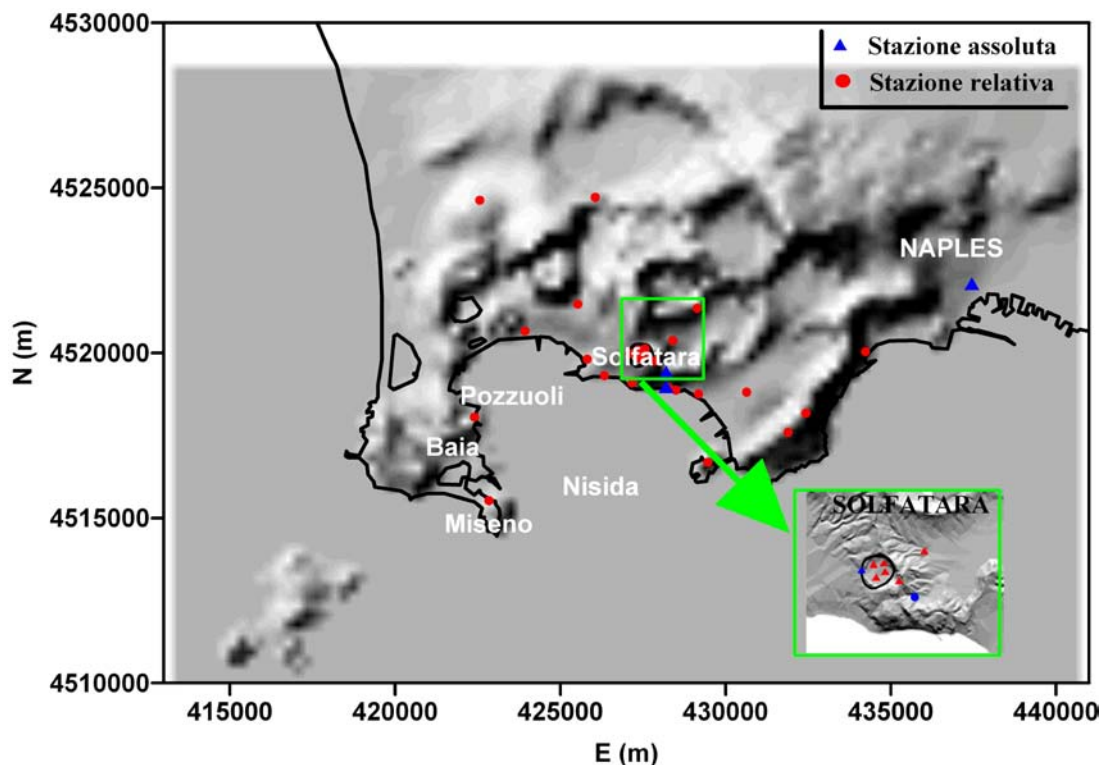 4530000
Stazione assoluta
Stazione relativa
4525000
NAPLES
N (m)
4520000
Solfatara
Pozzuoli
Baia
Nisida
4515000
Miseno
SOLFATARA
4510000
415000 420000 425000 430000 435000 440000
E (m)